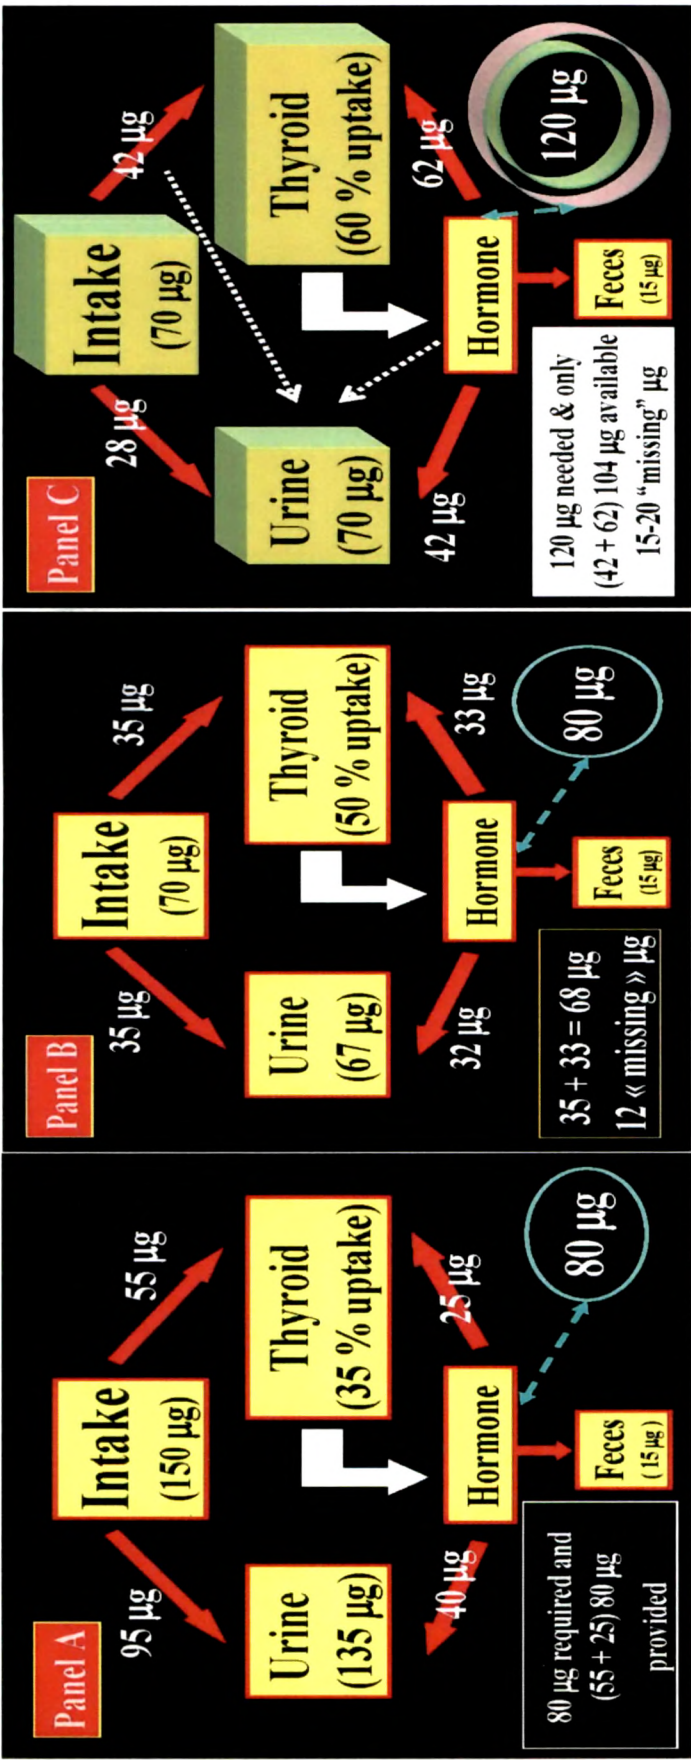 Panel A
Intake
(150 µg)
95 µg
55 µg
Urine
(135 µg)
Thyroid
(35 % uptake)
40 µg
25 µg
Hormone
Feces
( 15 µg )
80 µg
80 µg required and
(55 + 25) 80 µg
provided
Panel B
Intake
(70 µg)
35 µg
35 µg
Urine
(67 µg)
Thyroid
(50 % uptake)
32 µg
33 µg
Hormone
Feces
(15 µg)
80 µg
35 + 33 = 68 µg
12 « missing » µg
Panel C
Intake
(70 µg)
28 µg
42 µg
Urine
(70 µg)
Thyroid
(60 % uptake)
42 µg
62 µg
Hormone
Feces
(15 µg)
120 µg
120 µg needed & only
(42 + 62) 104 µg available
15-20 “missing” µg